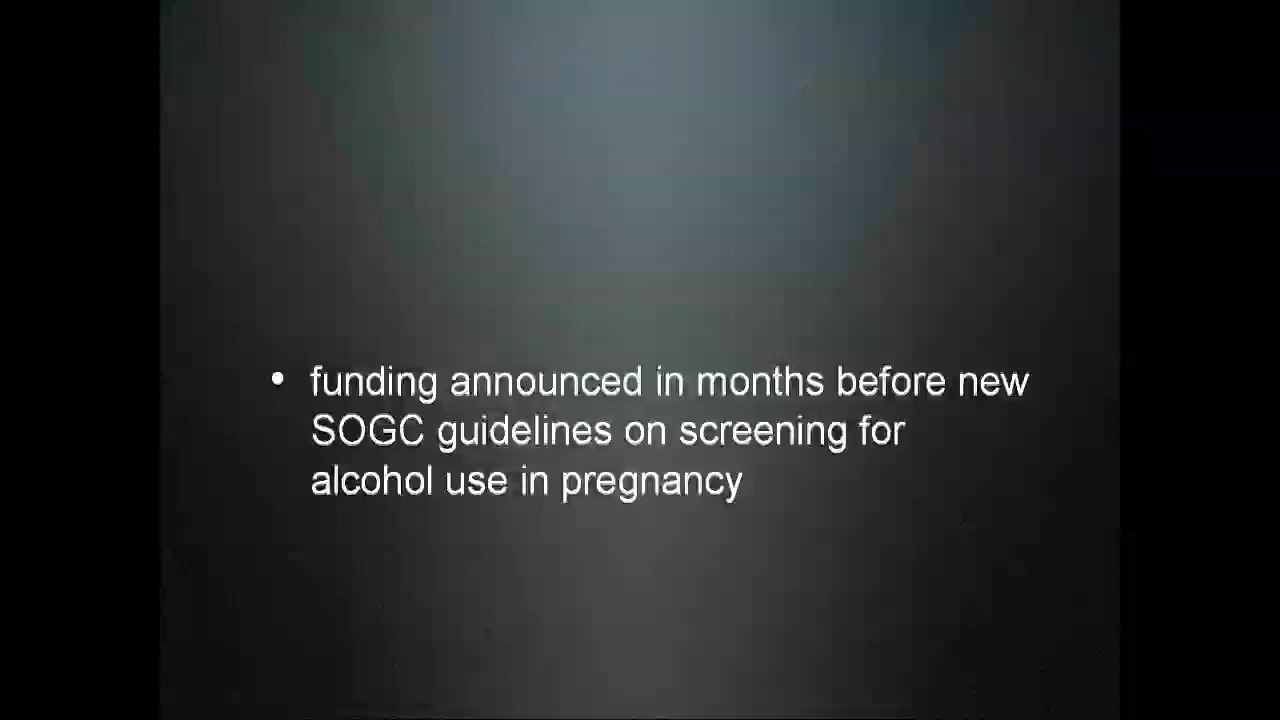 • funding announced in months before new
SOGC guidelines on screening for
alcohol use in pregnancy